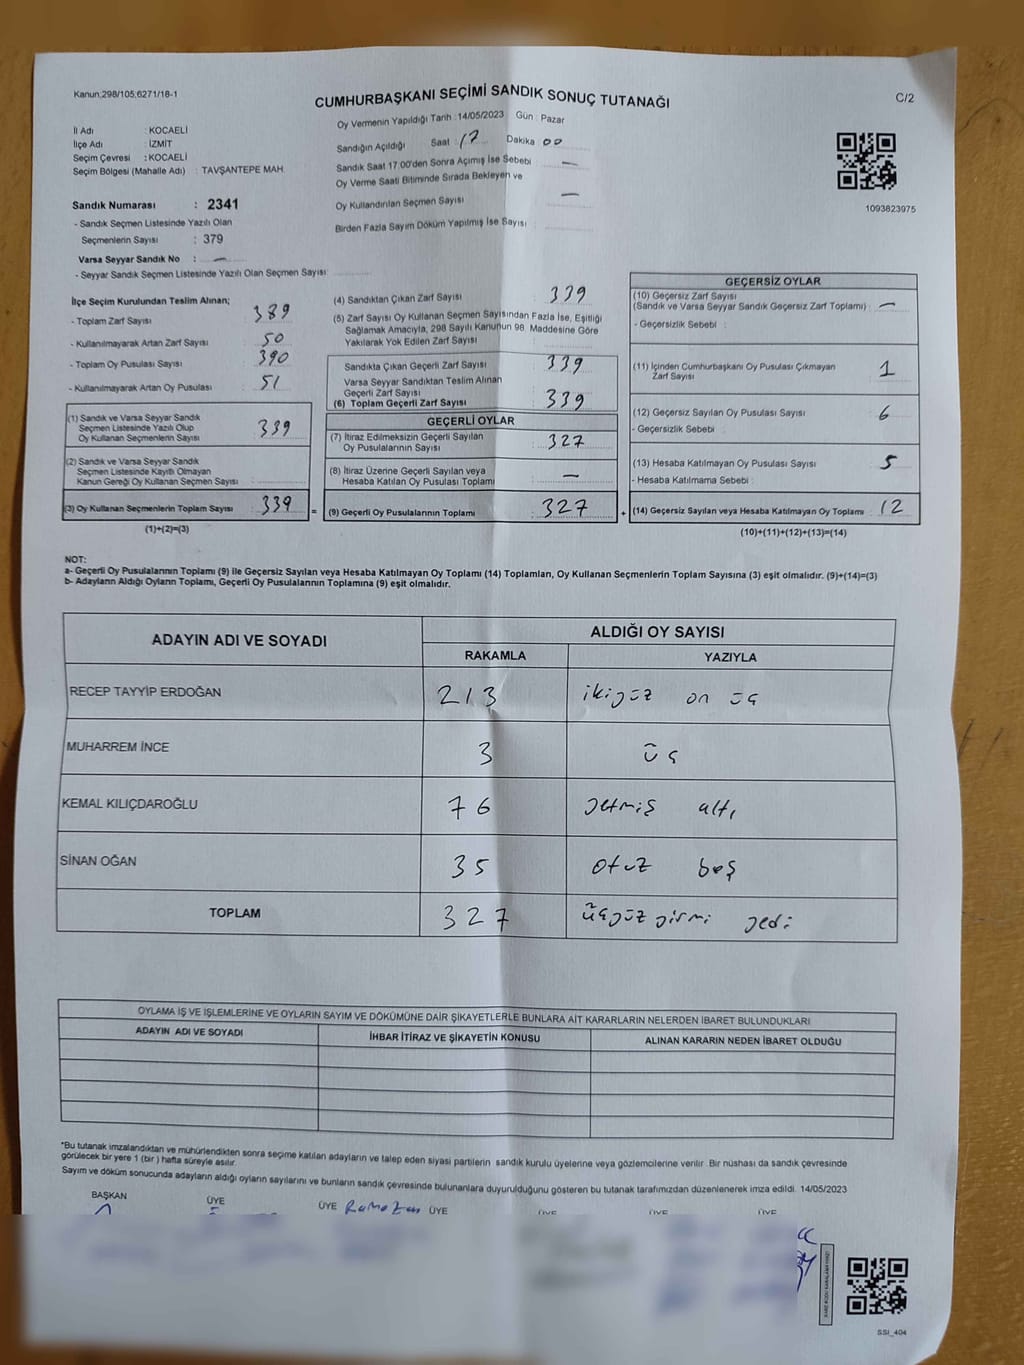 Kanun;298/105,6271/18-1
CUMHURBAŞKANI SEÇİMİ SANDIK SONUÇ TUTANAĞI
C/2
Oy Vermenin Yapıldığı Tarih :14/05/2023 Gün : Pazar
İl Adı : KOCAELİ
İlçe Adı : İZMİT
Seçim Çevresi : KOCAELİ
Seçim Bölgesi (Mahalle Adı) : TAVŞANTEPE MAH
Sandığın Açıldığı Saat 17 Dakika 00
Sandık Saat 17:00'den Sonra Açımış İse Sebebi —
Oy Verme Saati Bitiminde Sırada Bekleyen ve
Oy Kullandırılan Seçmen Sayısı —
Birden Fazla Sayım Döküm Yapılmış İse Sayısı
1093823975
Sandık Numarası : 2341
- Sandık Seçmen Listesinde Yazılı Olan
Seçmenlerin Sayısı : 379
Varsa Seyyar Sandık No : —
- Seyyar Sandık Seçmen Listesinde Yazılı Olan Seçmen Sayısı
İlçe Seçim Kurulundan Teslim Alınan;
- Toplam Zarf Sayısı 389
- Kullanılmayarak Artan Zarf Sayısı 50
- Toplam Oy Pusulası Sayısı 390
- Kullanılmayarak Artan Oy Pusulası 51
(1) Sandık ve Varsa Seyyar Sandık
Seçmen Listesinde Yazılı Olup
Oy Kullanan Seçmenlerin Sayısı 339
(2) Sandık ve Varsa Seyyar Sandık
Seçmen Listesinde Kayıtlı Olmayan
Kanun Gereği Oy Kullanan Seçmen Sayısı :
(3) Oy Kullanan Seçmenlerin Toplam Sayısı 339
(1)+(2)=(3)
(4) Sandıktan Çıkan Zarf Sayısı 339
(5) Zarf Sayısı Oy Kullanan Seçmen Sayısından Fazla İse, Eşitliği
Sağlamak Amacıyla, 298 Sayılı Kanunun 98. Maddesine Göre
Yakılarak Yok Edilen Zarf Sayısı
Sandıkta Çıkan Geçerli Zarf Sayısı 339
Varsa Seyyar Sandıktan Teslim Alınan
Geçerli Zarf Sayısı
(6) Toplam Geçerli Zarf Sayısı 339
GEÇERLİ OYLAR
(7) İtiraz Edilmeksizin Geçerli Sayılan
Oy Pusulalarının Sayısı : 327
(8) İtiraz Üzerine Geçerli Sayılan veya
Hesaba Katılan Oy Pusulası Toplamı : —
= (9) Geçerli Oy Pusulalarının Toplamı : 327
GEÇERSİZ OYLAR
(10) Geçersiz Zarf Sayısı
(Sandık ve Varsa Seyyar Sandık Geçersiz Zarf Toplamı) : —
- Geçersizlik Sebebi :
(11) İçinden Cumhurbaşkanı Oy Pusulası Çıkmayan
Zarf Sayısı 1
(12) Geçersiz Sayılan Oy Pusulası Sayısı 6
- Geçersizlik Sebebi
(13) Hesaba Katılmayan Oy Pusulası Sayısı 5
- Hesaba Katılmama Sebebi
+ (14) Geçersiz Sayılan veya Hesaba Katılmayan Oy Toplamı : 12
(10)+(11)+(12)+(13)=(14)
NOT:
a- Geçerli Oy Pusulalarının Toplamı (9) ile Geçersiz Sayılan veya Hesaba Katılmayan Oy Toplamı (14) Toplamları, Oy Kullanan Seçmenlerin Toplam Sayısına (3) eşit olmalıdır. (9)+(14)=(3)
b- Adayların Aldığı Oyların Toplamı, Geçerli Oy Pusulalarının Toplamına (9) eşit olmalıdır.
ADAYIN ADI VE SOYADI
ALDIĞI OY SAYISI
RAKAMLA YAZIYLA
RECEP TAYYİP ERDOĞAN 213 ikiyüz on üç
MUHARREM İNCE 3 üç
KEMAL KILIÇDAROĞLU 76 yetmiş altı
SİNAN OĞAN 35 otuz beş
TOPLAM 327 üçyüz yirmi yedi
OYLAMA İŞ VE İŞLEMLERİNE VE OYLARIN SAYIM VE DÖKÜMÜNE DAİR ŞİKAYETLERLE BUNLARA AİT KARARLARIN NELERDEN İBARET BULUNDUKLARI
ADAYIN ADI VE SOYADI İHBAR İTİRAZ VE ŞİKAYETİN KONUSU ALINAN KARARIN NEDEN İBARET OLDUĞU
*Bu tutanak imzalandıktan ve mühürlendikten sonra seçime katılan adayların ve talep eden siyasi partilerin sandık kurulu üyelerine veya gözlemcilerine verilir. Bir nüshası da sandık çevresinde
görülecek bir yere 1 (bir) hafta süreyle asılır.
Sayım ve döküm sonucunda adayların aldığı oyların sayılarını ve bunların sandık çevresinde bulunanlara duyurulduğunu gösteren bu tutanak tarafımızdan düzenlenerek imza edildi. 14/05/2023
BAŞKAN ÜYE ÜYE Ramazan ÜYE ÜYE ÜYE ÜYE
SSI_404